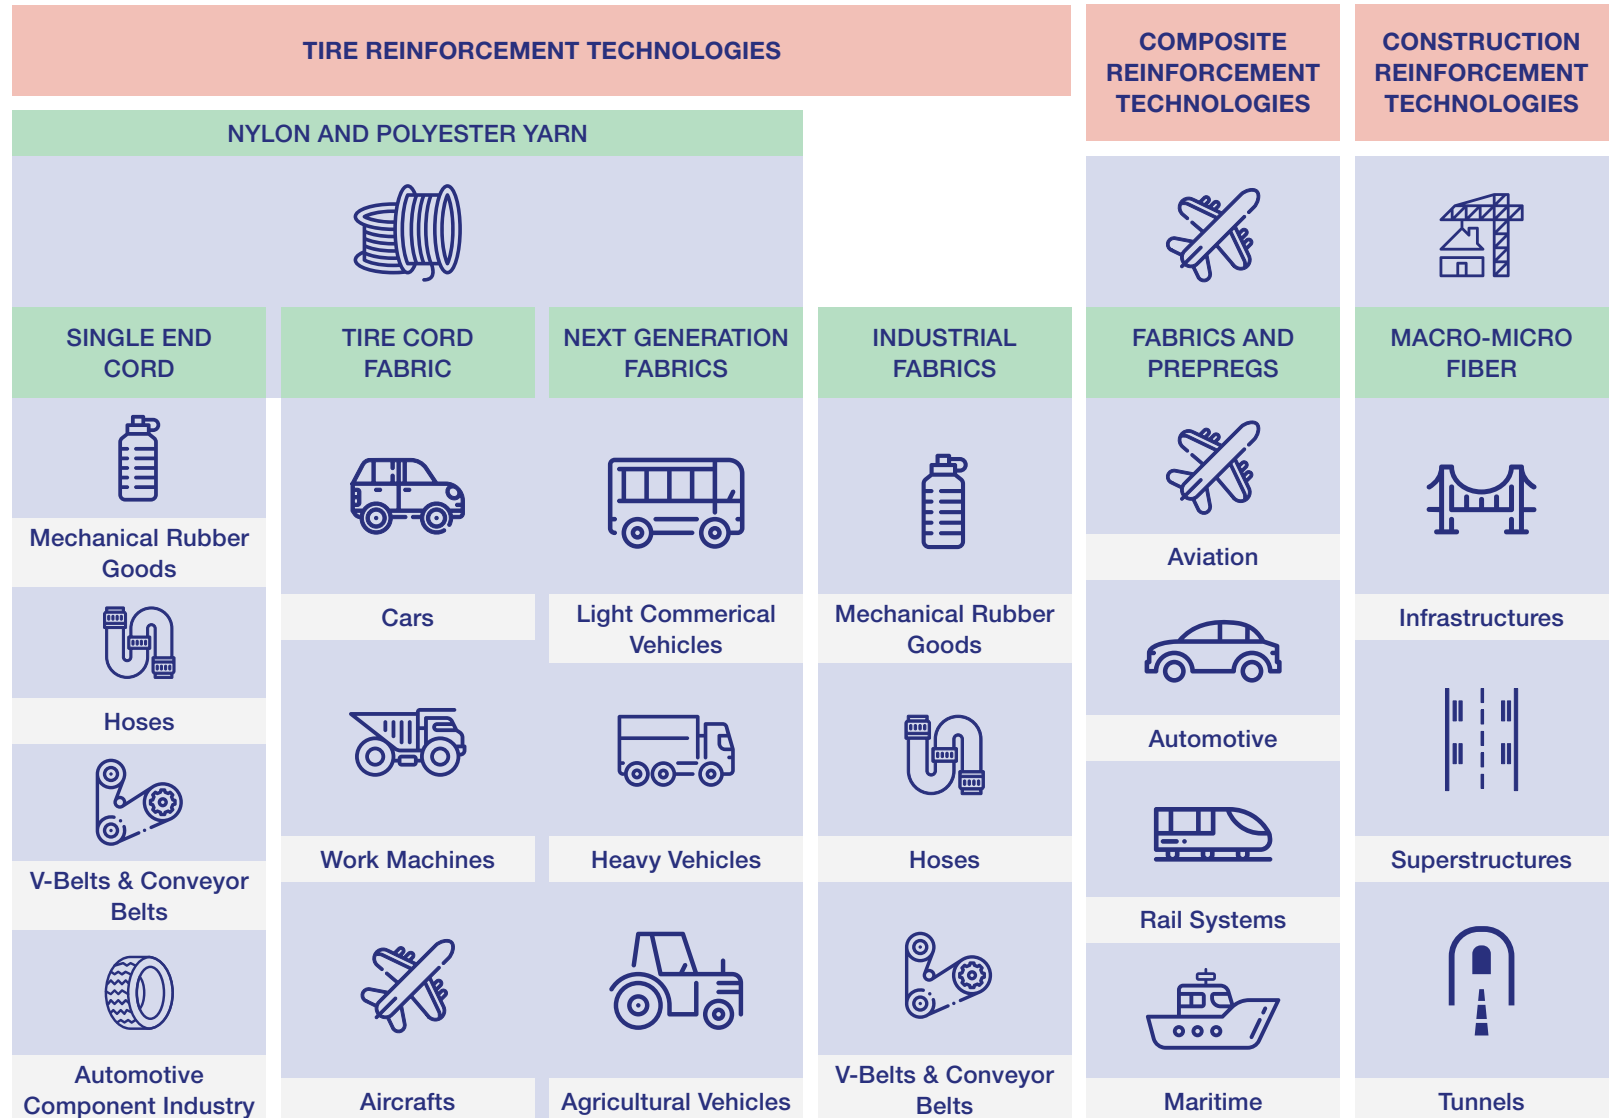 TIRE REINFORCEMENT TECHNOLOGIES
COMPOSITE
REINFORCEMENT
TECHNOLOGIES
CONSTRUCTION
REINFORCEMENT
TECHNOLOGIES
NYLON AND POLYESTER YARN
SINGLE END
CORD
TIRE CORD
FABRIC
NEXT GENERATION
FABRICS
INDUSTRIAL
FABRICS
FABRICS AND
PREPREGS
MACRO-MICRO
FIBER
Mechanical Rubber
Goods
Hoses
V-Belts & Conveyor
Belts
Automotive
Component Industry
Cars
Work Machines
Aircrafts
Light Commerical
Vehicles
Heavy Vehicles
Agricultural Vehicles
Mechanical Rubber
Goods
Hoses
V-Belts & Conveyor
Belts
Aviation
Automotive
Rail Systems
Maritime
Infrastructures
Superstructures
Tunnels